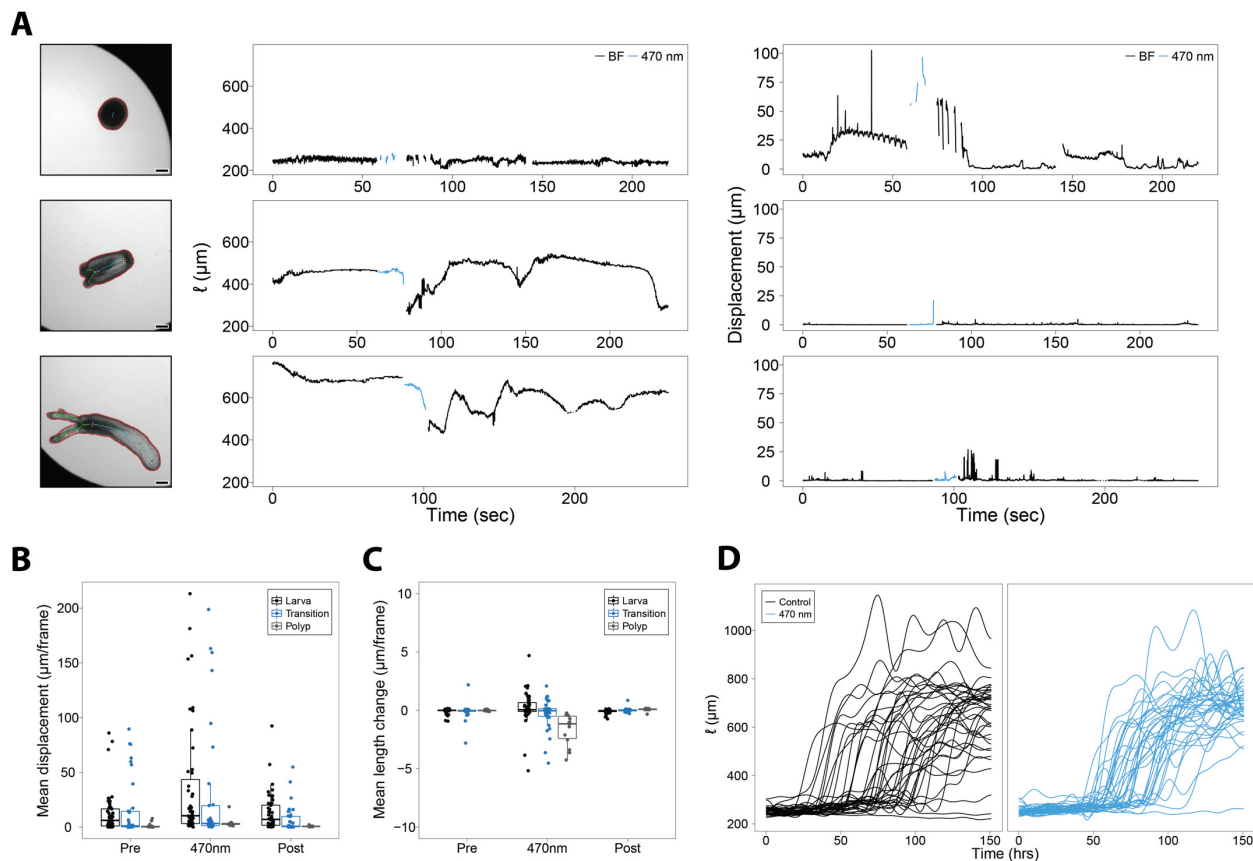 A
BF 470 nm
600
400
200
0 50 100 150 200
BF 470 nm
100
75
50
25
0
0 50 100 150 200
600
400
200
0 50 100 150 200
ℓ (μm)
100
75
50
25
0
0 50 100 150 200
Displacement (μm)
600
400
200
0 100 200
Time (sec)
100
75
50
25
0
0 100 200
Time (sec)
B
Mean displacement (μm/frame)
200
150
100
50
0
Larva
Transition
Polyp
Pre 470nm Post
C
Mean length change (μm/frame)
10
5
0
−5
−10
Larva
Transition
Polyp
Pre 470nm Post
D
ℓ (μm)
1000
800
600
400
200
Control
470 nm
0 50 100 150 0 50 100 150
Time (hrs)